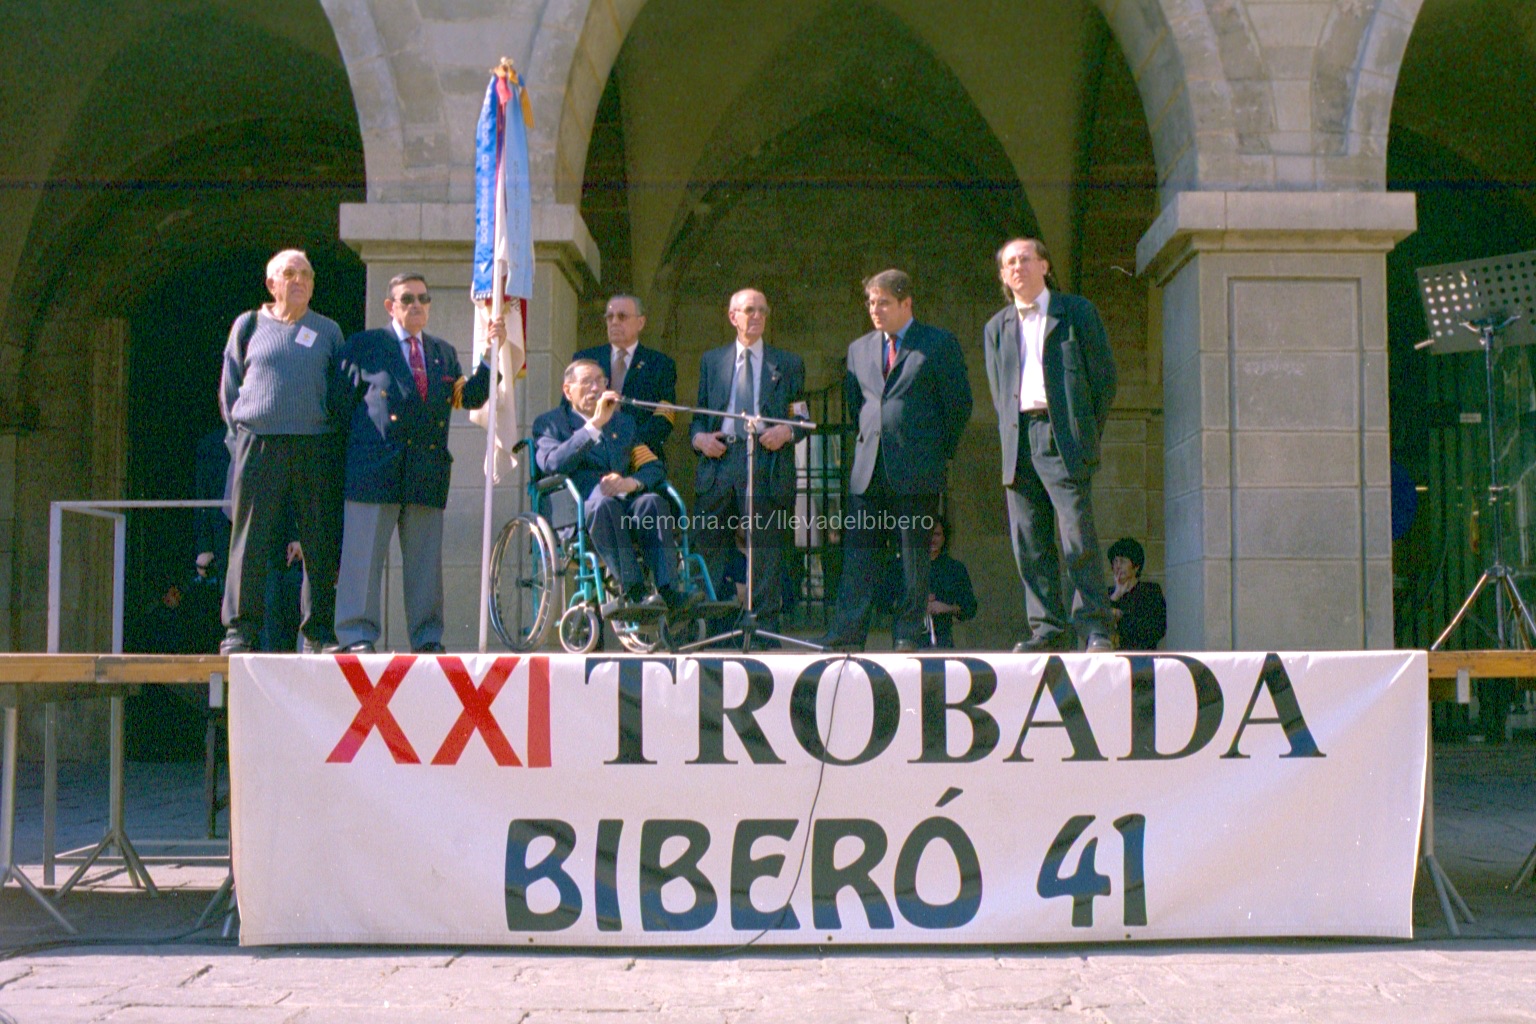 memoria.cat/llevadelbibero
XXI TROBADA
BIBERÓ 41